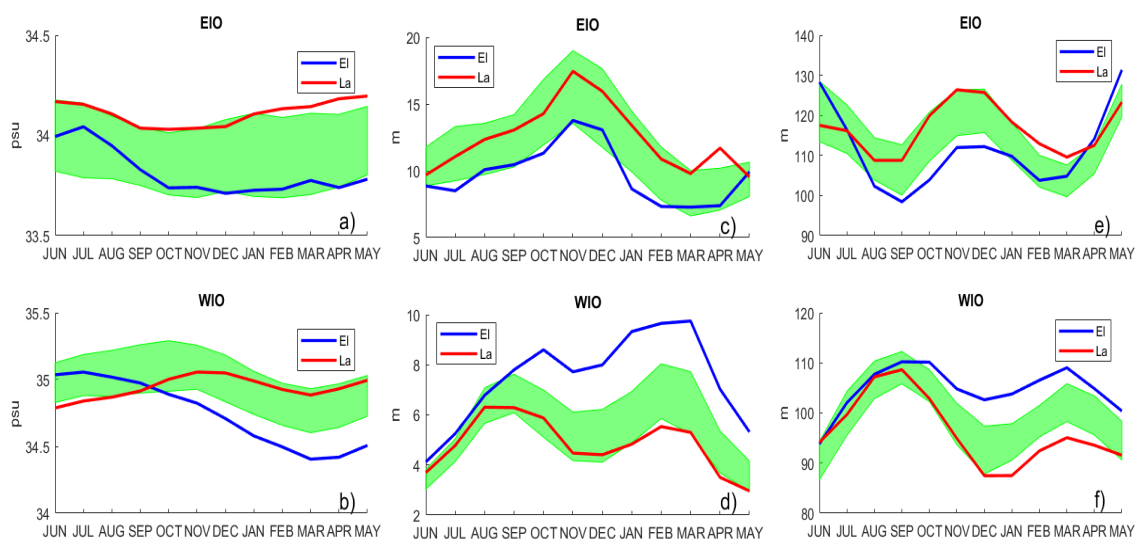 EIO
34.5
34
33.5
psu
El
La
a)
JUN JUL AUG SEP OCT NOV DEC JAN FEB MAR APR MAY
EIO
20
15
10
5
m
El
La
c)
JUN JUL AUG SEP OCT NOV DEC JAN FEB MAR APR MAY
EIO
140
130
120
110
100
90
m
El
La
e)
JUN JUL AUG SEP OCT NOV DEC JAN FEB MAR APR MAY
WIO
35.5
35
34.5
34
psu
El
La
b)
JUN JUL AUG SEP OCT NOV DEC JAN FEB MAR APR MAY
WIO
10
8
6
4
2
m
El
La
d)
JUN JUL AUG SEP OCT NOV DEC JAN FEB MAR APR MAY
WIO
120
110
100
90
80
m
El
La
f)
JUN JUL AUG SEP OCT NOV DEC JAN FEB MAR APR MAY